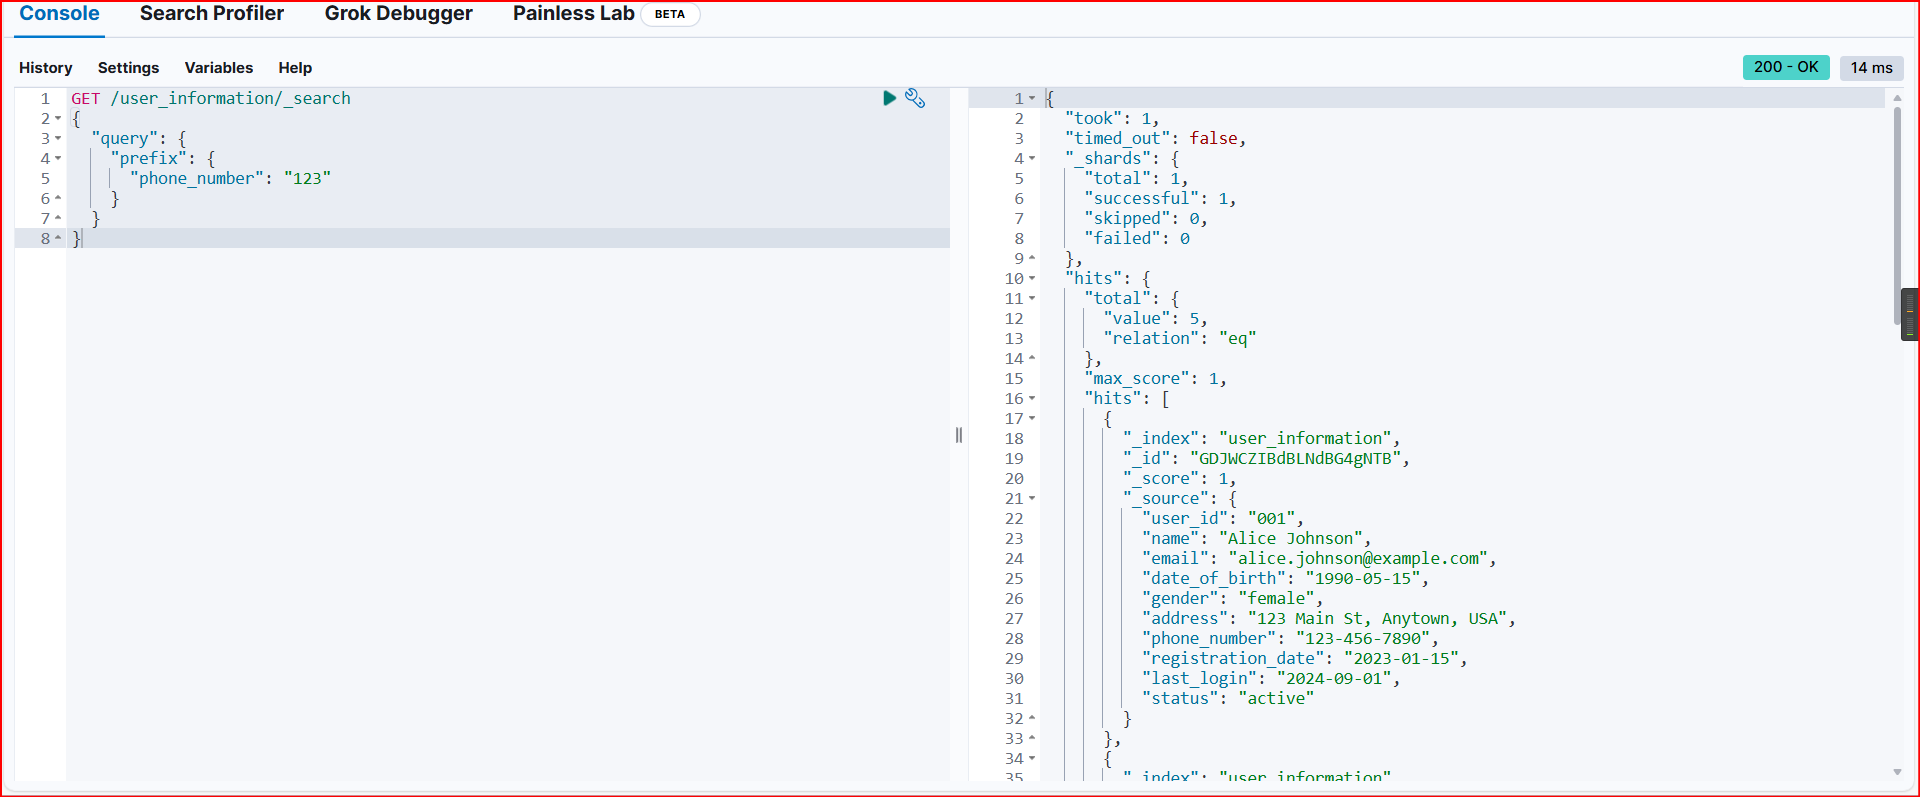 Console Search Profiler Grok Debugger Painless Lab BETA
History Settings Variables Help 200 - OK 14 ms
1 GET /user_information/_search
2 {
3 "query": {
4 "prefix": {
5 "phone_number": "123"
6 }
7 }
8 }
1 {
2 "took": 1,
3 "timed_out": false,
4 "_shards": {
5 "total": 1,
6 "successful": 1,
7 "skipped": 0,
8 "failed": 0
9 },
10 "hits": {
11 "total": {
12 "value": 5,
13 "relation": "eq"
14 },
15 "max_score": 1,
16 "hits": [
17 {
18 "_index": "user_information",
19 "_id": "GDJWCZIBdBLNdBG4gNTB",
20 "_score": 1,
21 "_source": {
22 "user_id": "001",
23 "name": "Alice Johnson",
24 "email": "alice.johnson@example.com",
25 "date_of_birth": "1990-05-15",
26 "gender": "female",
27 "address": "123 Main St, Anytown, USA",
28 "phone_number": "123-456-7890",
29 "registration_date": "2023-01-15",
30 "last_login": "2024-09-01",
31 "status": "active"
32 }
33 },
34 {
35 "_index": "user_information"